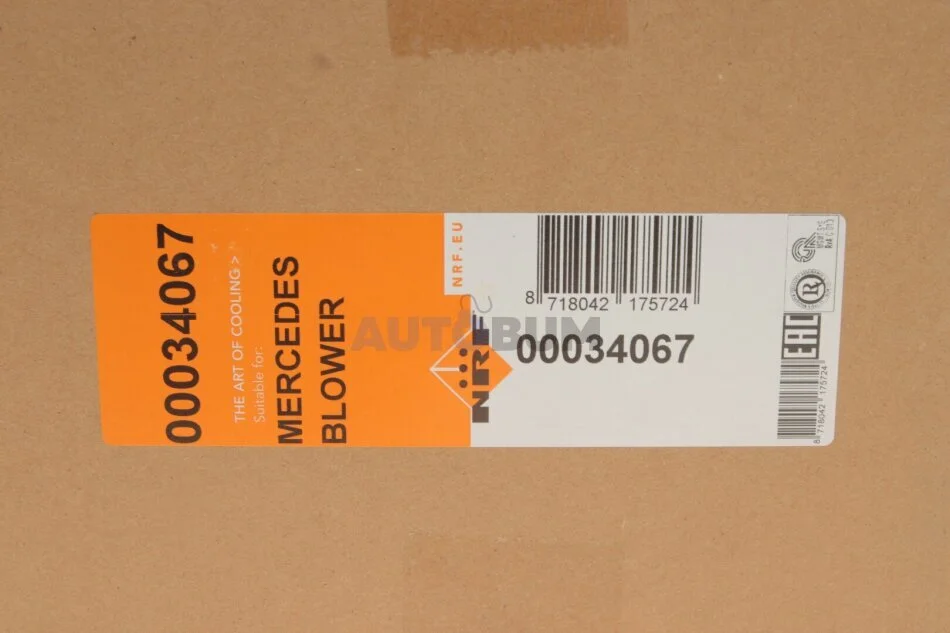 00034067
THE ART OF COOLING >
Suitable for:
MERCEDES
BLOWER
NRF.EU
NRF
8 718042 175724
00034067
AUTOBUM
EAC
8 718042 175724